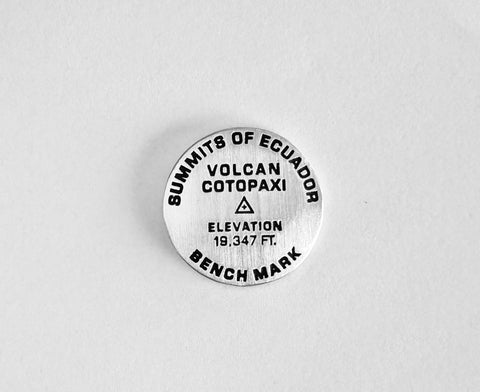 SUMMITS OF ECUADOR
VOLCAN
COTOPAXI
ELEVATION
19,347 FT.
BENCH MARK